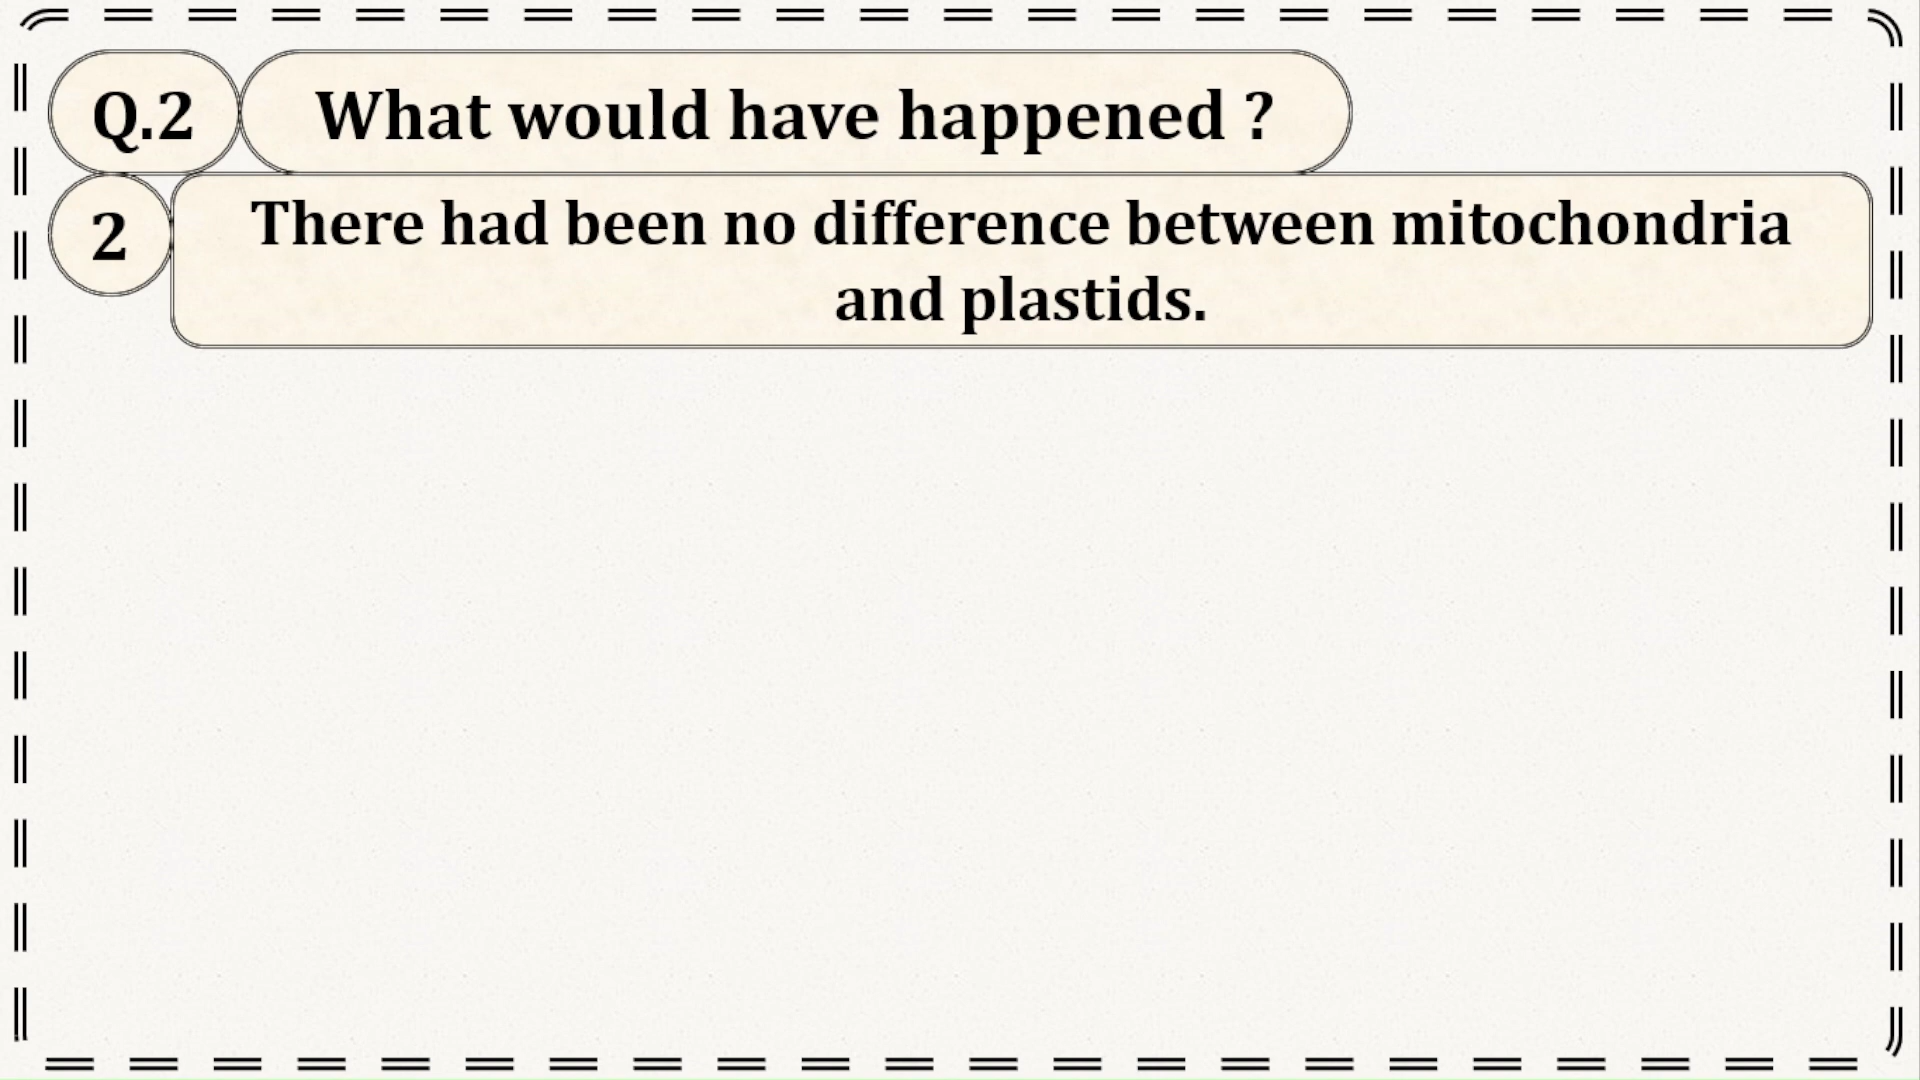 Q.2 What would have happened ?
2 There had been no difference between mitochondria
and plastids.